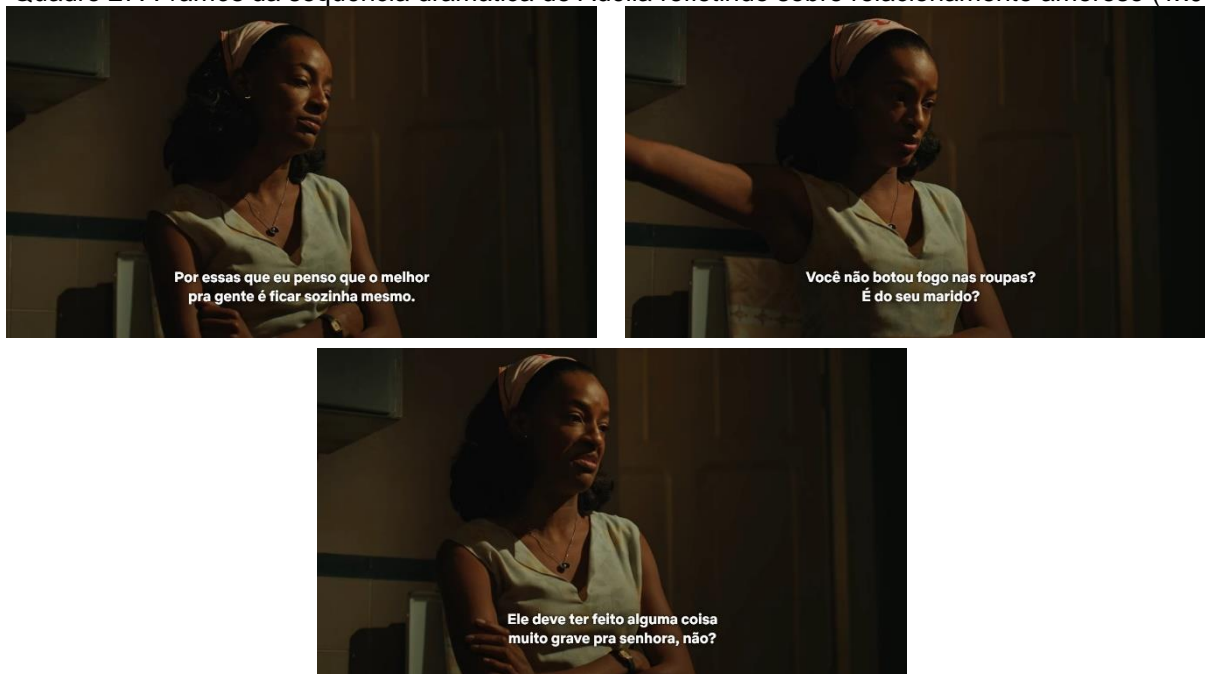 Por essas que eu penso que o melhor
pra gente é ficar sozinha mesmo.
Você não botou fogo nas roupas?
É do seu marido?
Ele deve ter feito alguma coisa
muito grave pra senhora, não?